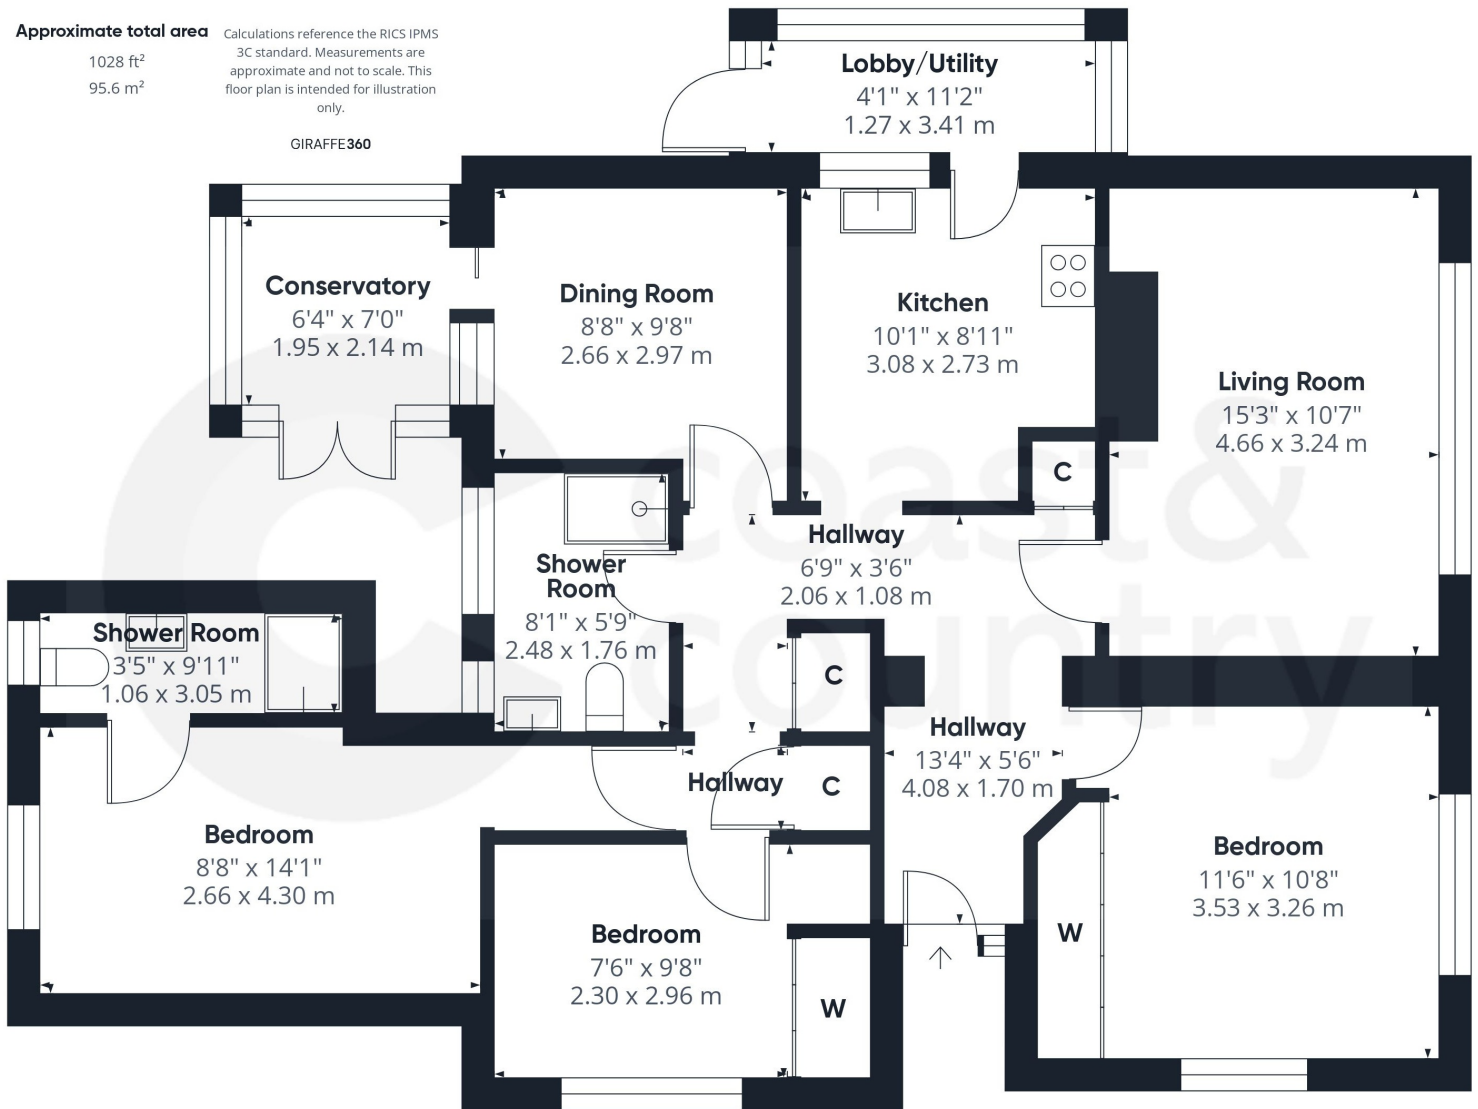 Approximate total area
1028 ft²
95.6 m²
Calculations reference the RICS IPMS
3C standard. Measurements are
approximate and not to scale. This
floor plan is intended for illustration
only.
GIRAFFE360
Lobby/Utility
4'1" x 11'2"
1.27 x 3.41 m
Conservatory
6'4" x 7'0"
1.95 x 2.14 m
Dining Room
8'8" x 9'8"
2.66 x 2.97 m
Kitchen
10'1" x 8'11"
3.08 x 2.73 m
Living Room
15'3" x 10'7"
4.66 x 3.24 m
C
Hallway
6'9" x 3'6"
2.06 x 1.08 m
Shower
Room
8'1" x 5'9"
2.48 x 1.76 m
Shower Room
3'5" x 9'11"
1.06 x 3.05 m
C
Hallway
13'4" x 5'6"
4.08 x 1.70 m
Hallway
C
Bedroom
8'8" x 14'1"
2.66 x 4.30 m
Bedroom
11'6" x 10'8"
3.53 x 3.26 m
W
Bedroom
7'6" x 9'8"
2.30 x 2.96 m
W
coast&
country